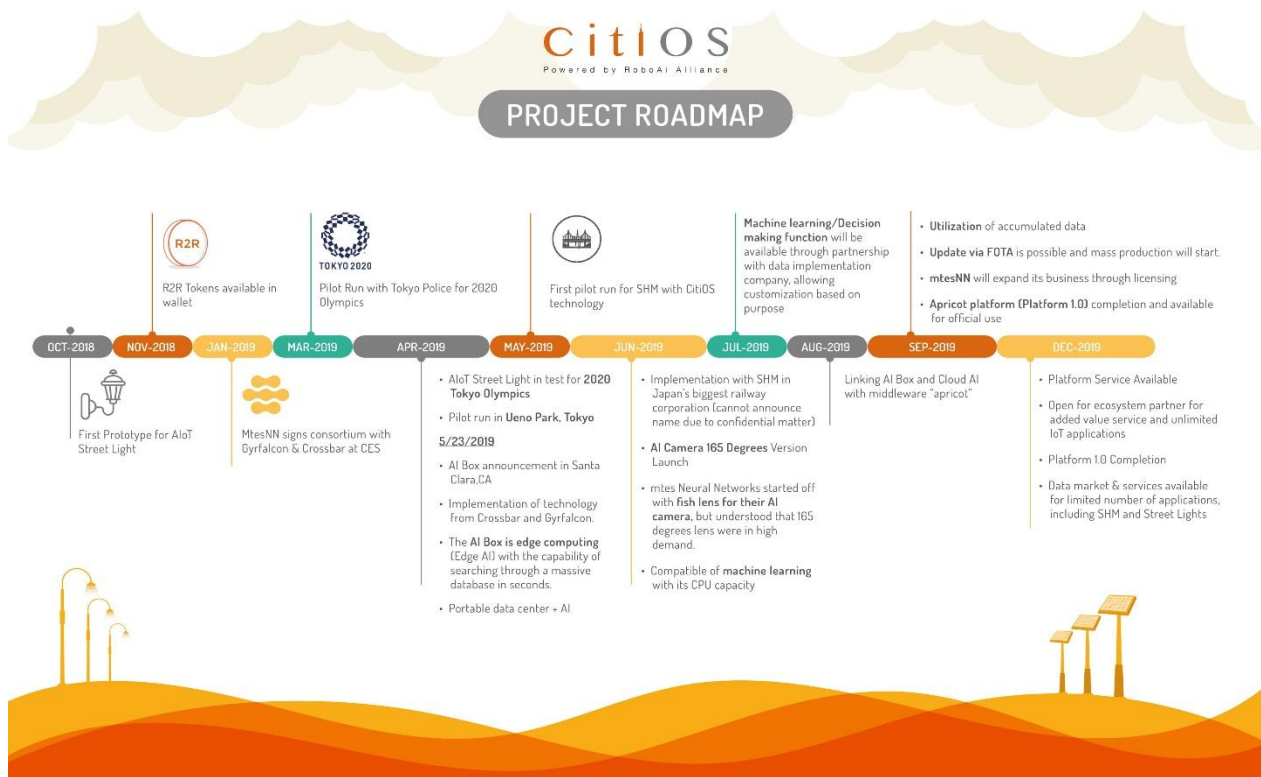 CitIOS
Powered by RoboAi Alliance
PROJECT ROADMAP
R2R
R2R Tokens available in
wallet
TOKYO 2020
Pilot Run with Tokyo Police for 2020
Olympics
First pilot run for SHM with CitiOS
technology
Machine learning/Decision
making function will be
available through partnership
with data implementation
company, allowing
customization based on
purpose
• Utilization of accumulated data
• Update via FOTA is possible and mass production will start.
• mtesNN will expand its business through licensing
• Apricot platform (Platform 1.0) completion and available
for official use
OCT-2018
NOV-2018
JAN-2019
MAR-2019
APR-2019
MAY-2019
JUN-2019
JUL-2019
AUG-2019
SEP-2019
DEC-2019
First Prototype for AIoT
Street Light
MtesNN signs consortium with
Gyrfalcon & Crossbar at CES
• AIoT Street Light in test for 2020
Tokyo Olympics
• Pilot run in Ueno Park, Tokyo
5/23/2019
• AI Box announcement in Santa
Clara,CA
• Implementation of technology
from Crossbar and Gyrfalcon.
• The AI Box is edge computing
(Edge AI) with the capability of
searching through a massive
database in seconds.
• Portable data center + AI
• Implementation with SHM in
Japan's biggest railway
corporation (cannot announce
name due to confidential matter)
• AI Camera 165 Degrees Version
Launch
• mtes Neural Networks started off
with fish lens for their AI
camera, but understood that 165
degrees lens were in high
demand.
• Compatible of machine learning
with its CPU capacity
Linking AI Box and Cloud AI
with middleware "apricot"
• Platform Service Available
• Open for ecosystem partner for
added value service and unlimited
IoT applications
• Platform 1.0 Completion
• Data market & services available
for limited number of applications,
including SHM and Street Lights